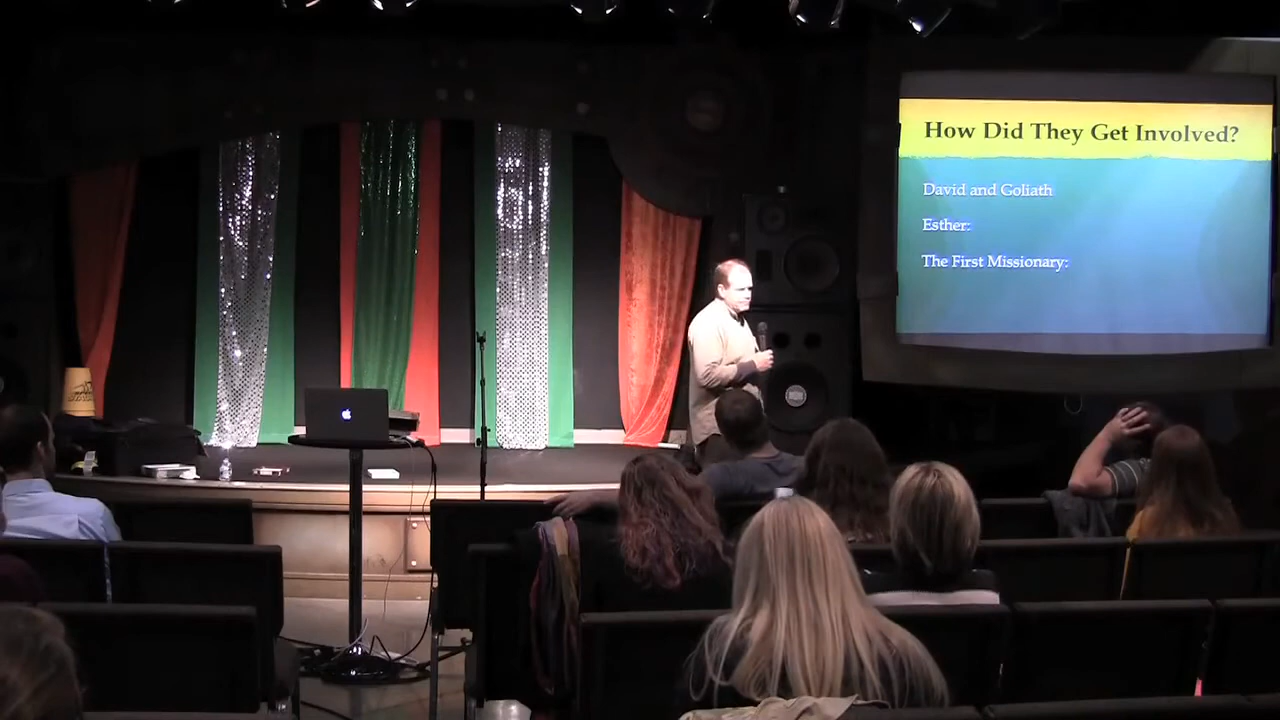 How Did They Get Involved?
David and Goliath
Esther:
The First Missionary: